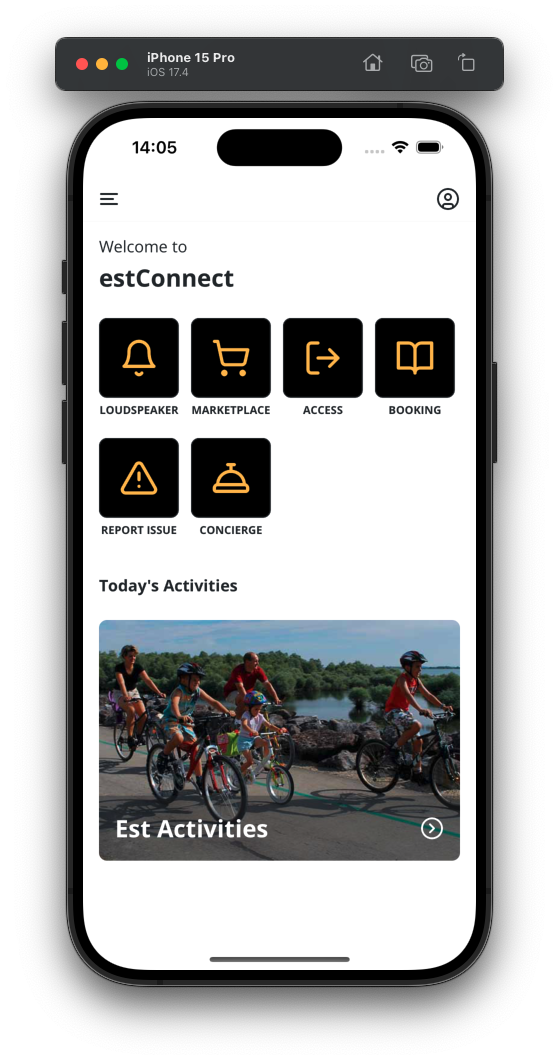 iPhone 15 Pro
iOS 17.4
14:05
Welcome to
estConnect
LOUDSPEAKER MARKETPLACE ACCESS BOOKING
REPORT ISSUE CONCIERGE
Today's Activities
Est Activities